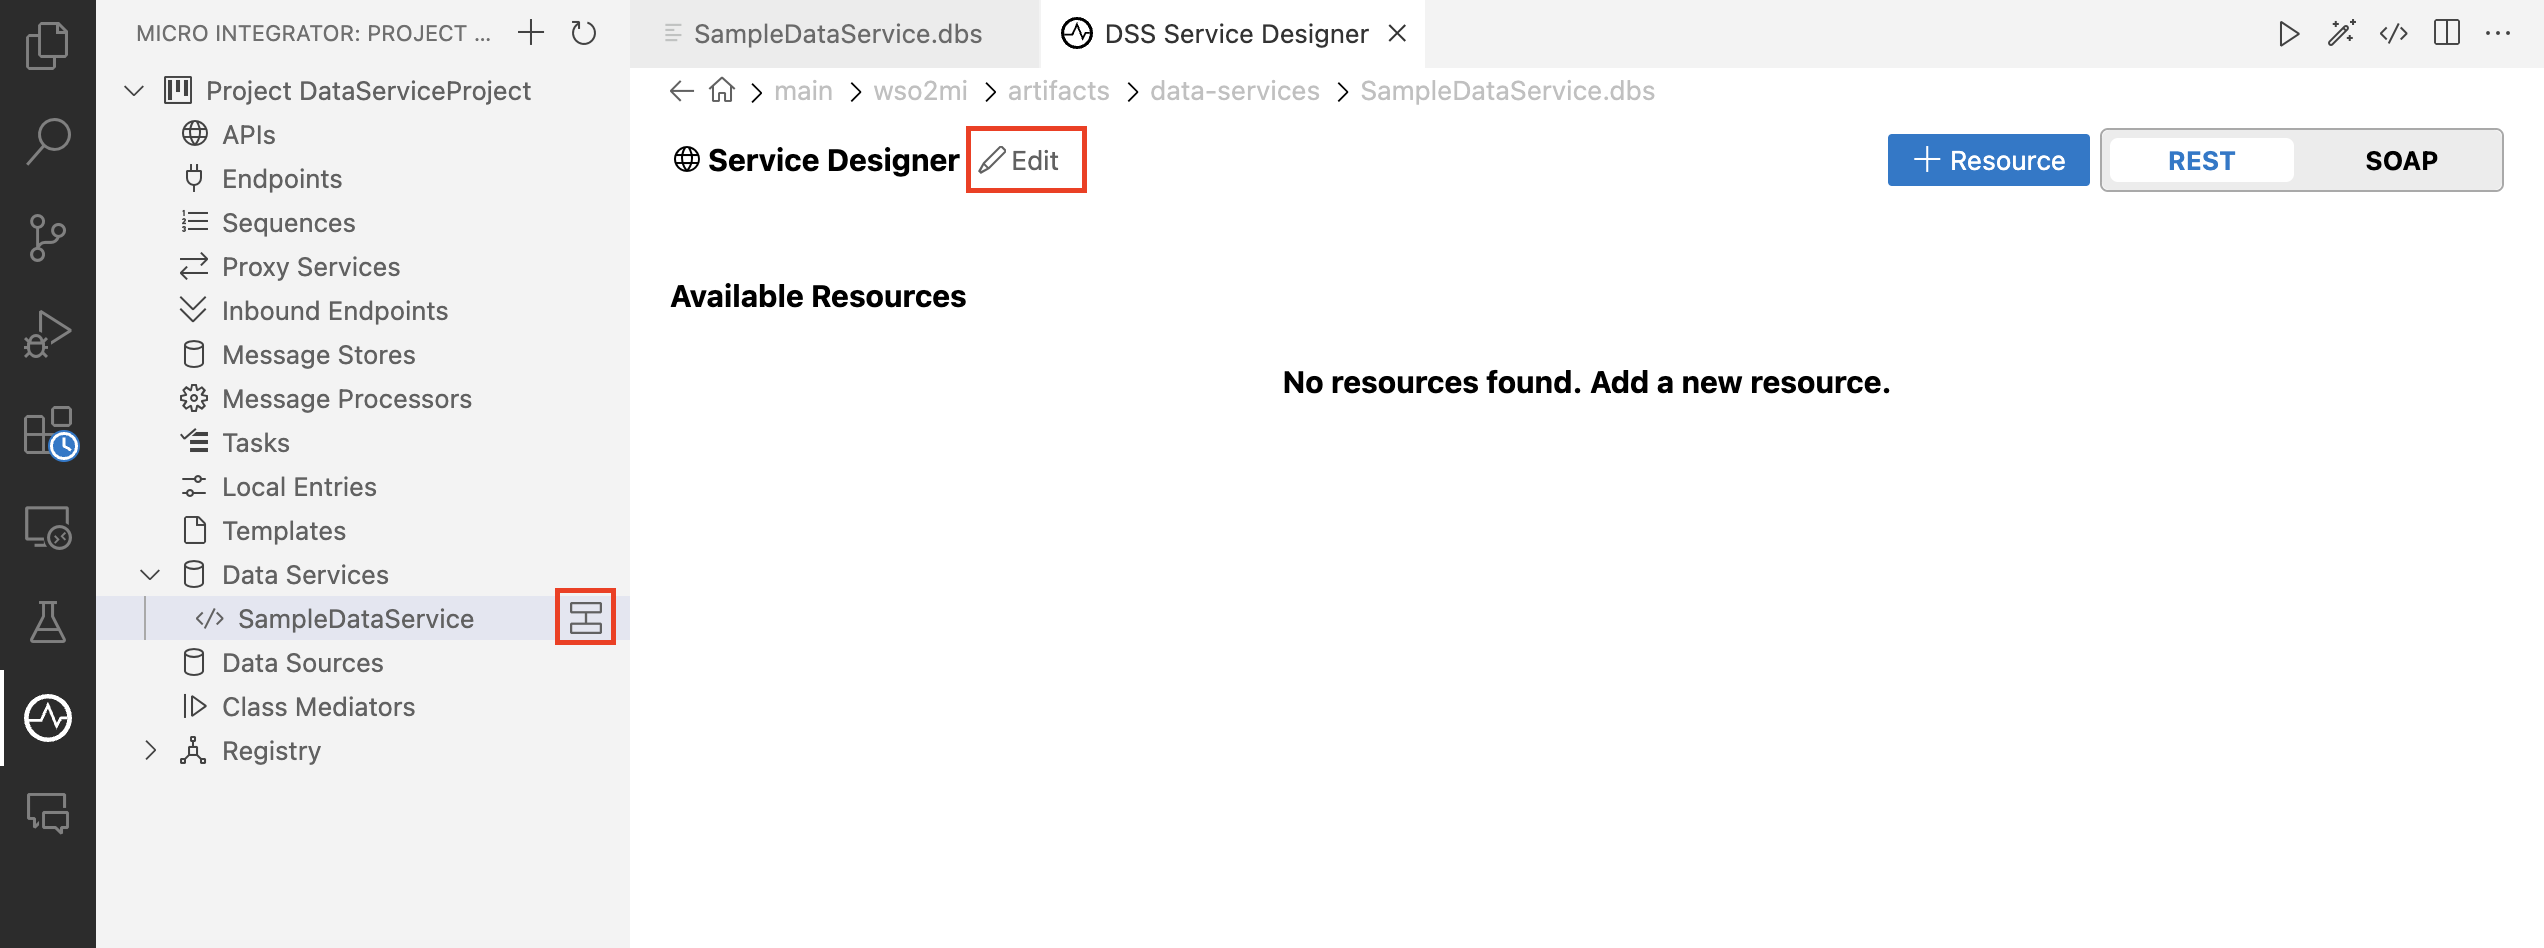 MICRO INTEGRATOR: PROJECT ...
Project DataServiceProject
APIs
Endpoints
Sequences
Proxy Services
Inbound Endpoints
Message Stores
Message Processors
Tasks
Local Entries
Templates
Data Services
SampleDataService
Data Sources
Class Mediators
Registry
SampleDataService.dbs
DSS Service Designer
main > wso2mi > artifacts > data-services > SampleDataService.dbs
Service Designer Edit
+ Resource
REST SOAP
Available Resources
No resources found. Add a new resource.